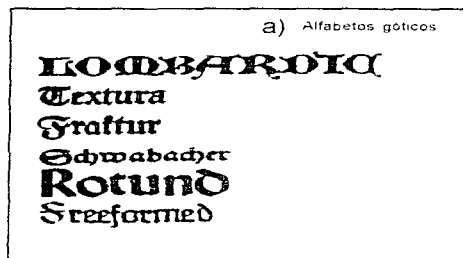 a) Alfabetos góticos
LOMBARDIC
Textura
Fraktur
Schwabacher
Rotund
Freeformed